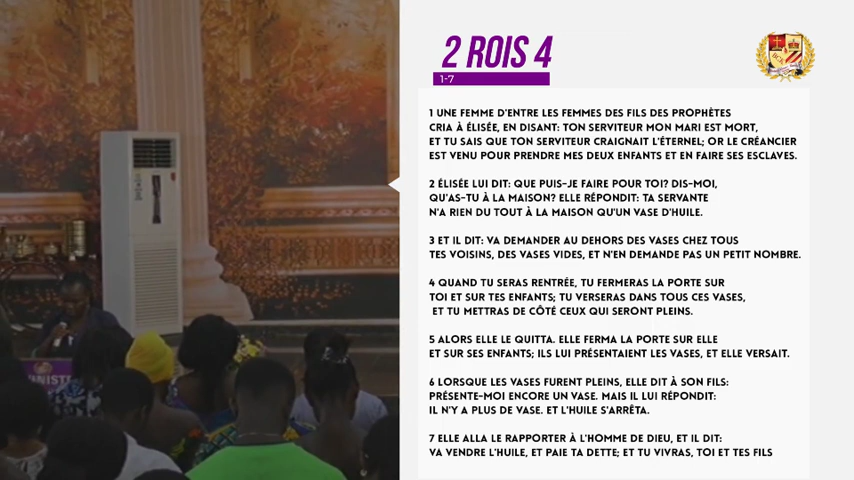 2 ROIS 4
1-7
1 UNE FEMME D'ENTRE LES FEMMES DES FILS DES PROPHÈTES
CRIA À ÉLISÉE, EN DISANT: TON SERVITEUR MON MARI EST MORT,
ET TU SAIS QUE TON SERVITEUR CRAIGNAIT L'ÉTERNEL; OR LE CRÉANCIER
EST VENU POUR PRENDRE MES DEUX ENFANTS ET EN FAIRE SES ESCLAVES.
2 ÉLISÉE LUI DIT: QUE PUIS-JE FAIRE POUR TOI? DIS-MOI,
QU'AS-TU À LA MAISON? ELLE RÉPONDIT: TA SERVANTE
N'A RIEN DU TOUT À LA MAISON QU'UN VASE D'HUILE.
3 ET IL DIT: VA DEMANDER AU DEHORS DES VASES CHEZ TOUS
TES VOISINS, DES VASES VIDES, ET N'EN DEMANDE PAS UN PETIT NOMBRE.
4 QUAND TU SERAS RENTRÉE, TU FERMERAS LA PORTE SUR
TOI ET SUR TES ENFANTS; TU VERSERAS DANS TOUS CES VASES,
ET TU METTRAS DE CÔTÉ CEUX QUI SERONT PLEINS.
5 ALORS ELLE LE QUITTA. ELLE FERMA LA PORTE SUR ELLE
ET SUR SES ENFANTS; ILS LUI PRÉSENTAIENT LES VASES, ET ELLE VERSAIT.
6 LORSQUE LES VASES FURENT PLEINS, ELLE DIT À SON FILS:
PRÉSENTE-MOI ENCORE UN VASE. MAIS IL LUI RÉPONDIT:
IL N'Y A PLUS DE VASE. ET L'HUILE S'ARRÊTA.
7 ELLE ALLA LE RAPPORTER À L'HOMME DE DIEU, ET IL DIT:
VA VENDRE L'HUILE, ET PAIE TA DETTE; ET TU VIVRAS, TOI ET TES FILS